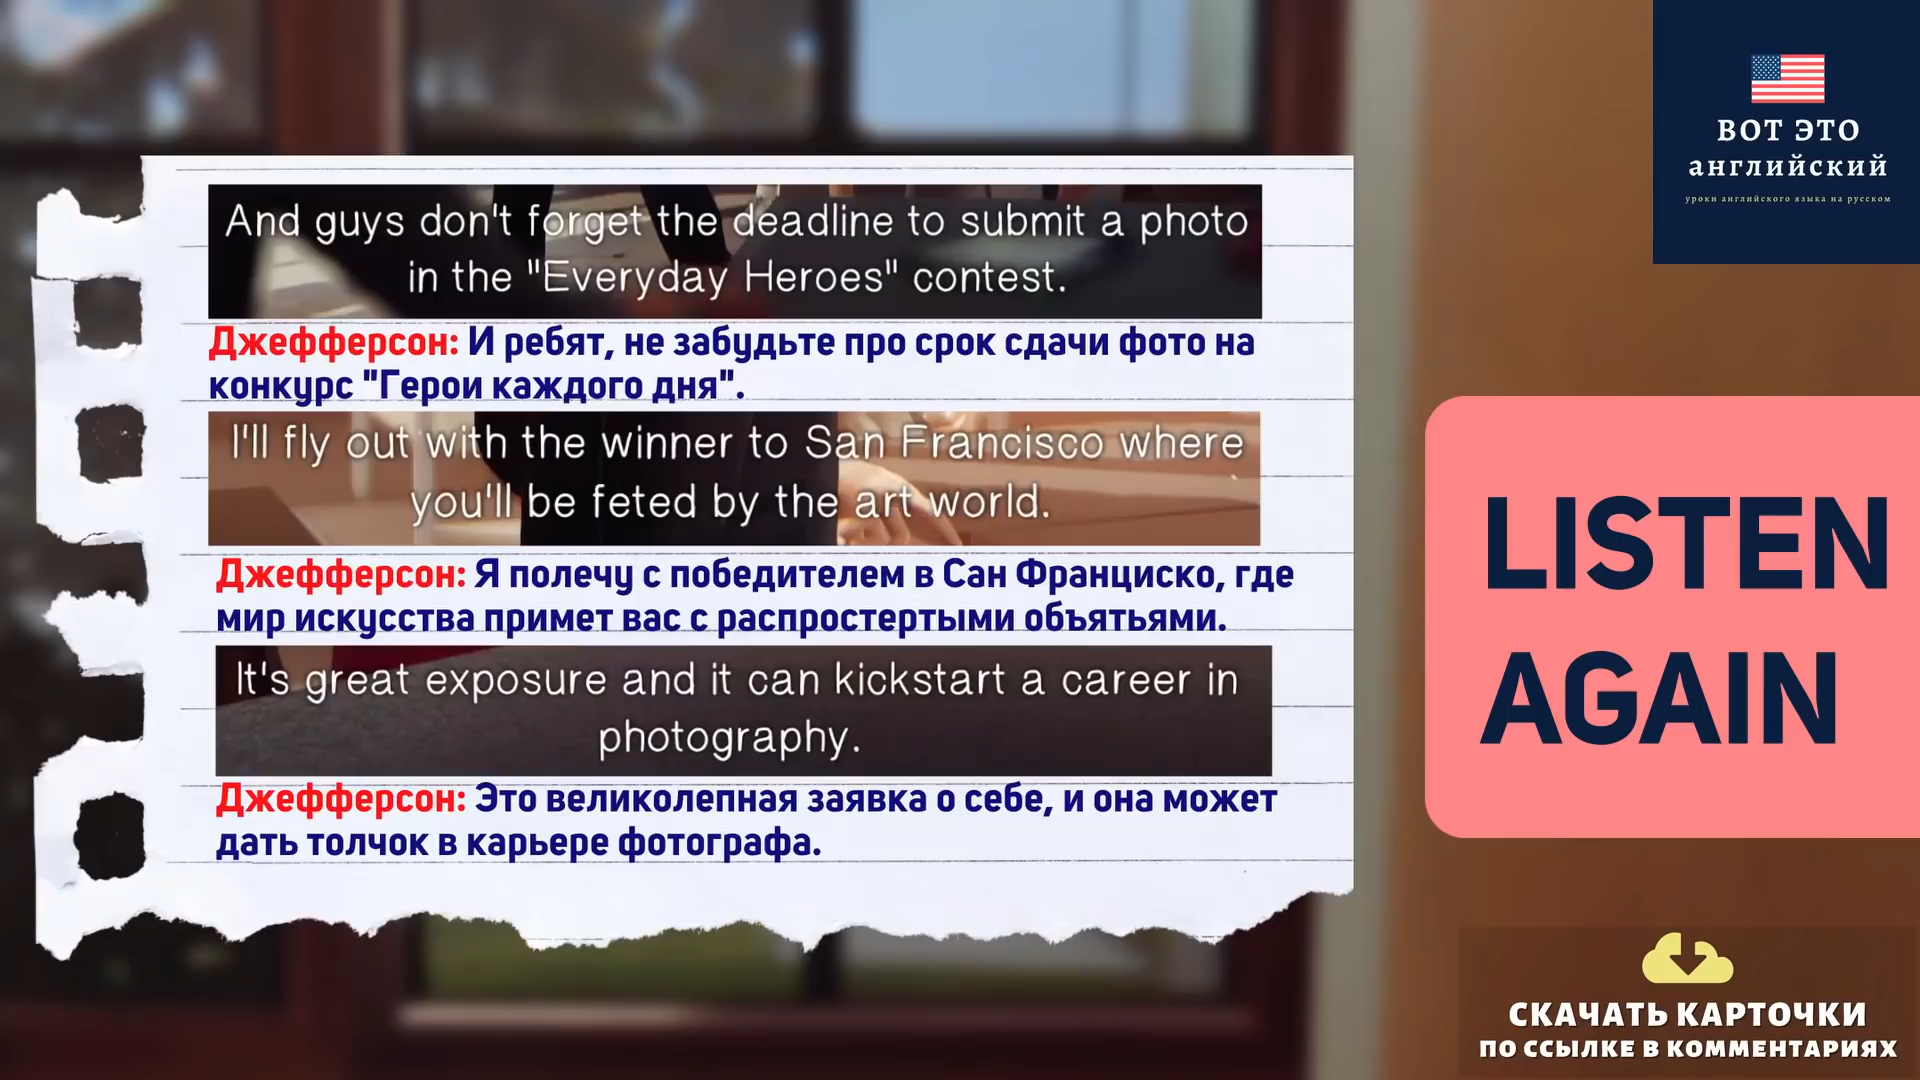 And guys don't forget the deadline to submit a photo
in the "Everyday Heroes" contest.
Джефферсон: И ребят, не забудьте про срок сдачи фото на
конкурс "Герои каждого дня".
I'll fly out with the winner to San Francisco where
you'll be feted by the art world.
Джефферсон: Я полечу с победителем в Сан Франциско, где
мир искусства примет вас с распростертыми объятьями.
It's great exposure and it can kickstart a career in
photography.
Джефферсон: Это великолепная заявка о себе, и она может
дать толчок в карьере фотографа.
ВОТ ЭТО
английский
уроки английского языка на русском
LISTEN
AGAIN
СКАЧАТЬ КАРТОЧКИ
ПО ССЫЛКЕ В КОММЕНТАРИЯХ